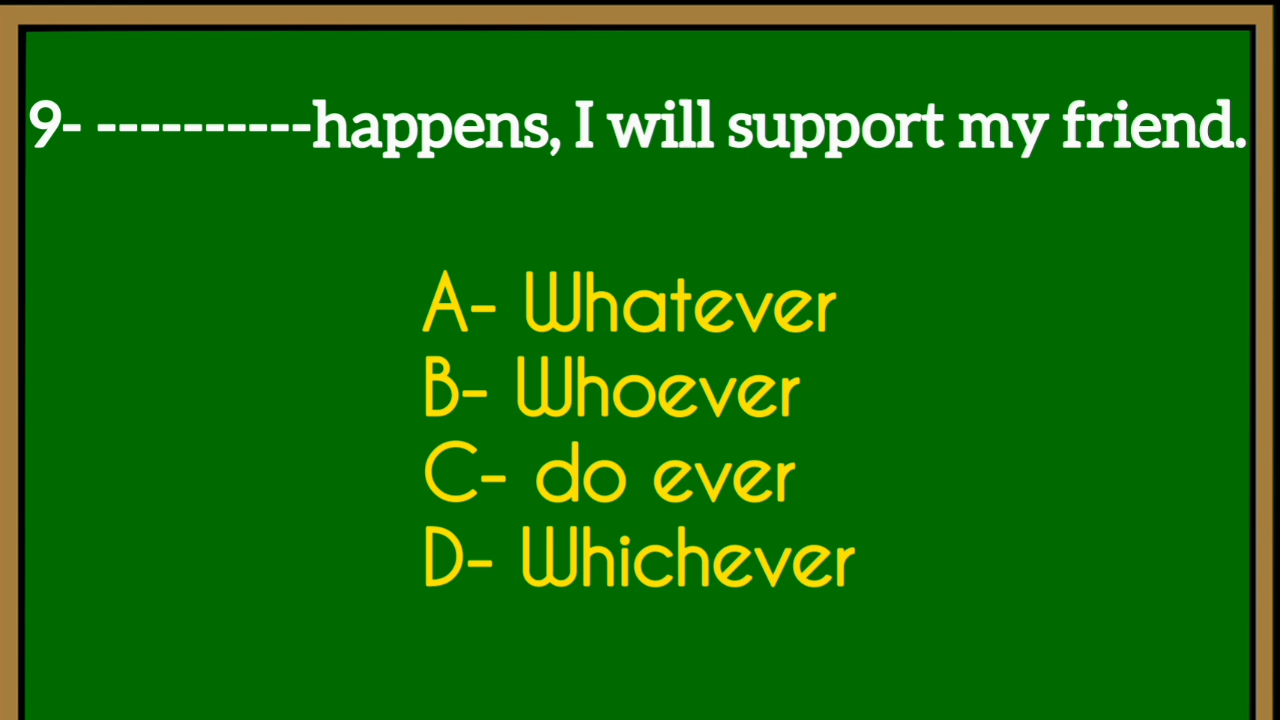 9- ----------happens, I will support my friend.
A- Whatever
B- Whoever
C- do ever
D- Whichever